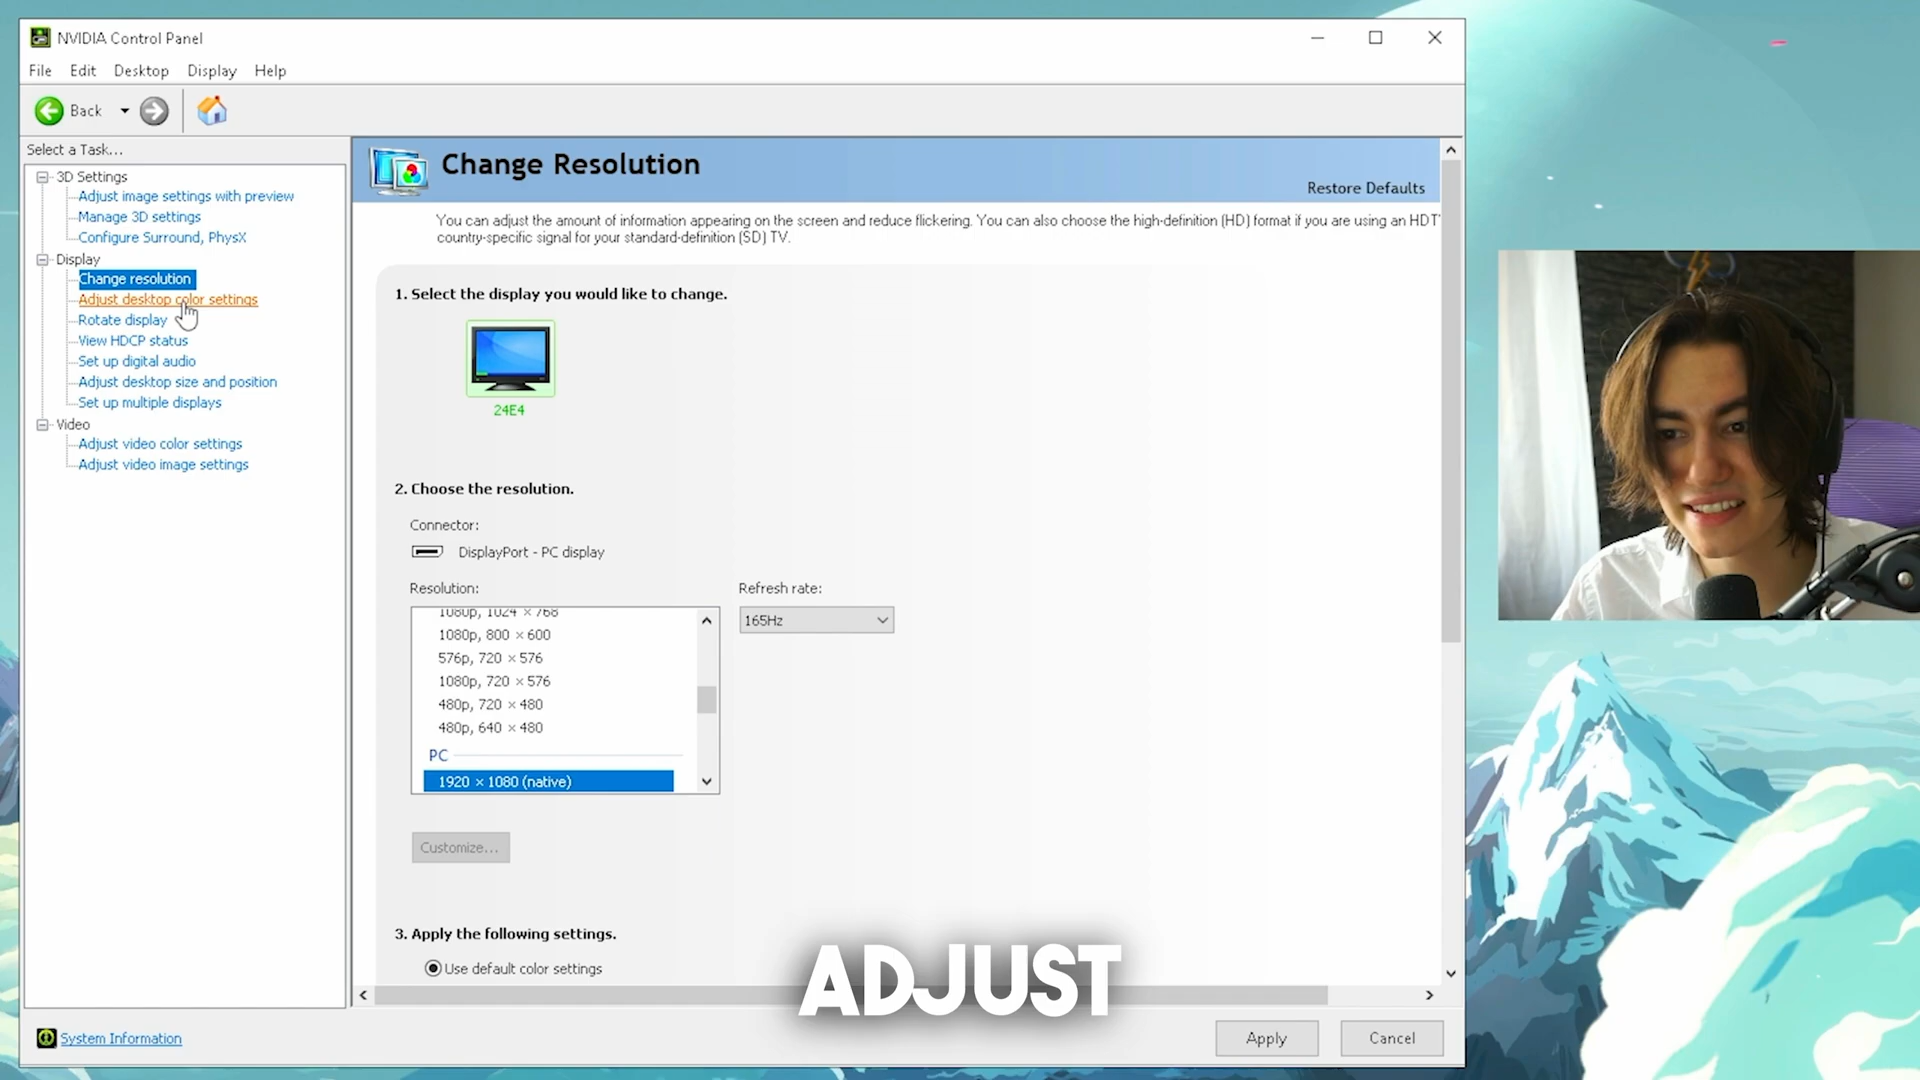 NVIDIA Control Panel
File Edit Desktop Display Help
Back
Select a Task...
3D Settings
Adjust image settings with preview
Manage 3D settings
Configure Surround, PhysX
Display
Change resolution
Adjust desktop color settings
Rotate display
View HDCP status
Set up digital audio
Adjust desktop size and position
Set up multiple displays
Video
Adjust video color settings
Adjust video image settings
System Information
Change Resolution
Restore Defaults
You can adjust the amount of information appearing on the screen and reduce flickering. You can also choose the high-definition (HD) format if you are using an HDT
country-specific signal for your standard-definition (SD) TV.
1. Select the display you would like to change.
24E4
2. Choose the resolution.
Connector:
DisplayPort - PC display
Resolution:
1080p, 1024 × 768
1080p, 800 × 600
576p, 720 × 576
1080p, 720 × 576
480p, 720 × 480
480p, 640 × 480
PC
1920 × 1080 (native)
Refresh rate:
165Hz
Customize...
3. Apply the following settings.
Use default color settings
ADJUST
Apply
Cancel